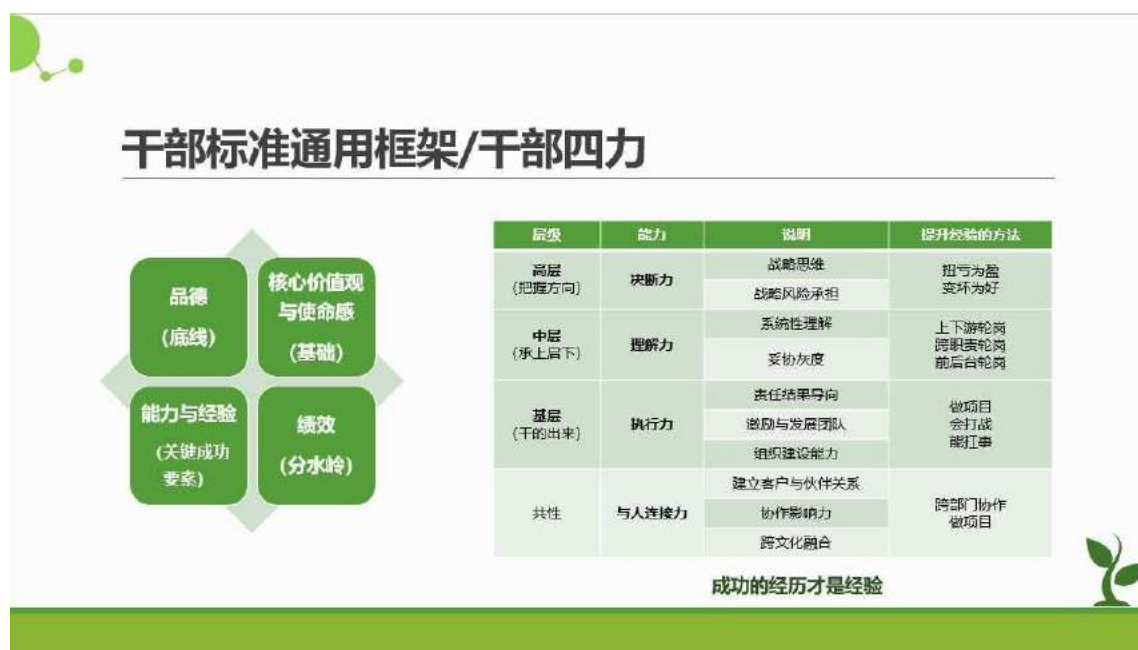 干部标准通用框架/干部四力
品德
(底线)
核心价值观
与使命感
(基础)
能力与经验
(关键成功
要素)
绩效
(分水岭)
层级 能力 说明 提升经验的方法
高层
(把握方向)
决断力
战略思维
战略风险承担
扭亏为盈
变坏为好
中层
(承上启下)
理解力
系统性理解
妥协灰度
上下游轮岗
跨职责轮岗
前后台轮岗
基层
(干的出来)
执行力
责任结果导向
激励与发展团队
组织建设能力
做项目
会打战
能扛事
共性
与人连接力
建立客户与伙伴关系
协作影响力
跨文化融合
跨部门协作
做项目
成功的经历才是经验